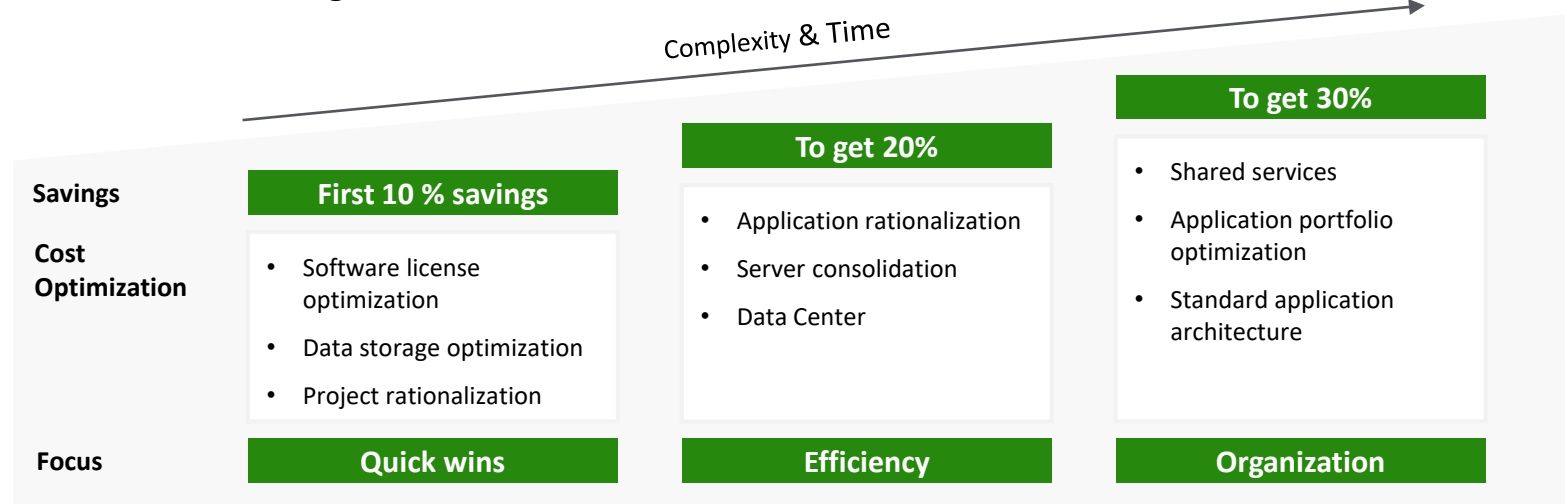 Complexity & Time
Savings
First 10 % savings
To get 20%
To get 30%
Cost
Optimization
• Software license
optimization
• Data storage optimization
• Project rationalization
• Application rationalization
• Server consolidation
• Data Center
• Shared services
• Application portfolio
optimization
• Standard application
architecture
Focus
Quick wins
Efficiency
Organization